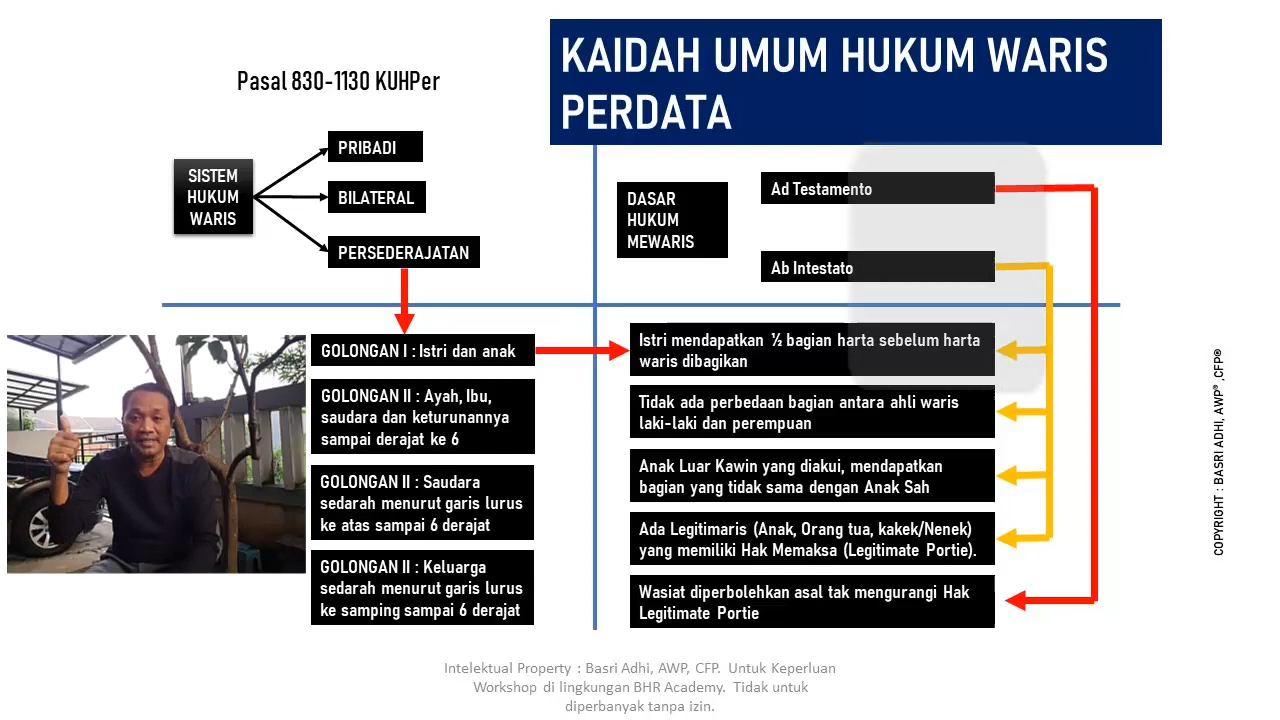 KAIDAH UMUM HUKUM WARIS
PERDATA
Pasal 830-1130 KUHPer
SISTEM
HUKUM
WARIS
PRIBADI
BILATERAL
PERSEDERAJATAN
DASAR
HUKUM
MEWARIS
Ad Testamento
Ab Intestato
GOLONGAN I : Istri dan anak
GOLONGAN II : Ayah, Ibu,
saudara dan keturunannya
sampai derajat ke 6
GOLONGAN II : Saudara
sedarah menurut garis lurus
ke atas sampai 6 derajat
GOLONGAN II : Keluarga
sedarah menurut garis lurus
ke samping sampai 6 derajat
Istri mendapatkan ½ bagian harta sebelum harta
waris dibagikan
Tidak ada perbedaan bagian antara ahli waris
laki-laki dan perempuan
Anak Luar Kawin yang diakui, mendapatkan
bagian yang tidak sama dengan Anak Sah
Ada Legitimaris (Anak, Orang tua, kakek/Nenek)
yang memiliki Hak Memaksa (Legitimate Portie).
Wasiat diperbolehkan asal tak mengurangi Hak
Legitimate Portie
COPYRIGHT : BASRI ADHI, AWP® ,CFP®
Intelektual Property : Basri Adhi, AWP, CFP. Untuk Keperluan
Workshop di lingkungan BHR Academy. Tidak untuk
diperbanyak tanpa izin.